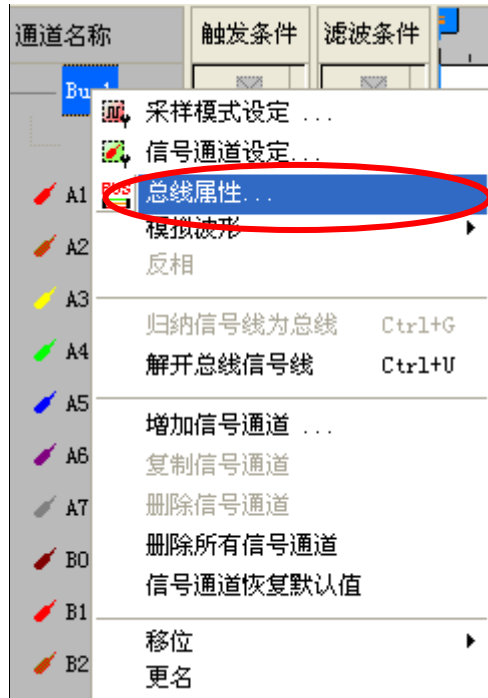 通道名称 触发条件 滤波条件
Bus1
采样模式设定 ...
信号通道设定...
A1 BUS 总线属性...
模拟波形
A2 反相
A3
归纳信号线为总线 Ctrl+G
A4 解开总线信号线 Ctrl+U
A5
增加信号通道 ...
A6 复制信号通道
A7 删除信号通道
B0 删除所有信号通道
信号通道恢复默认值
B1
移位
B2 更名